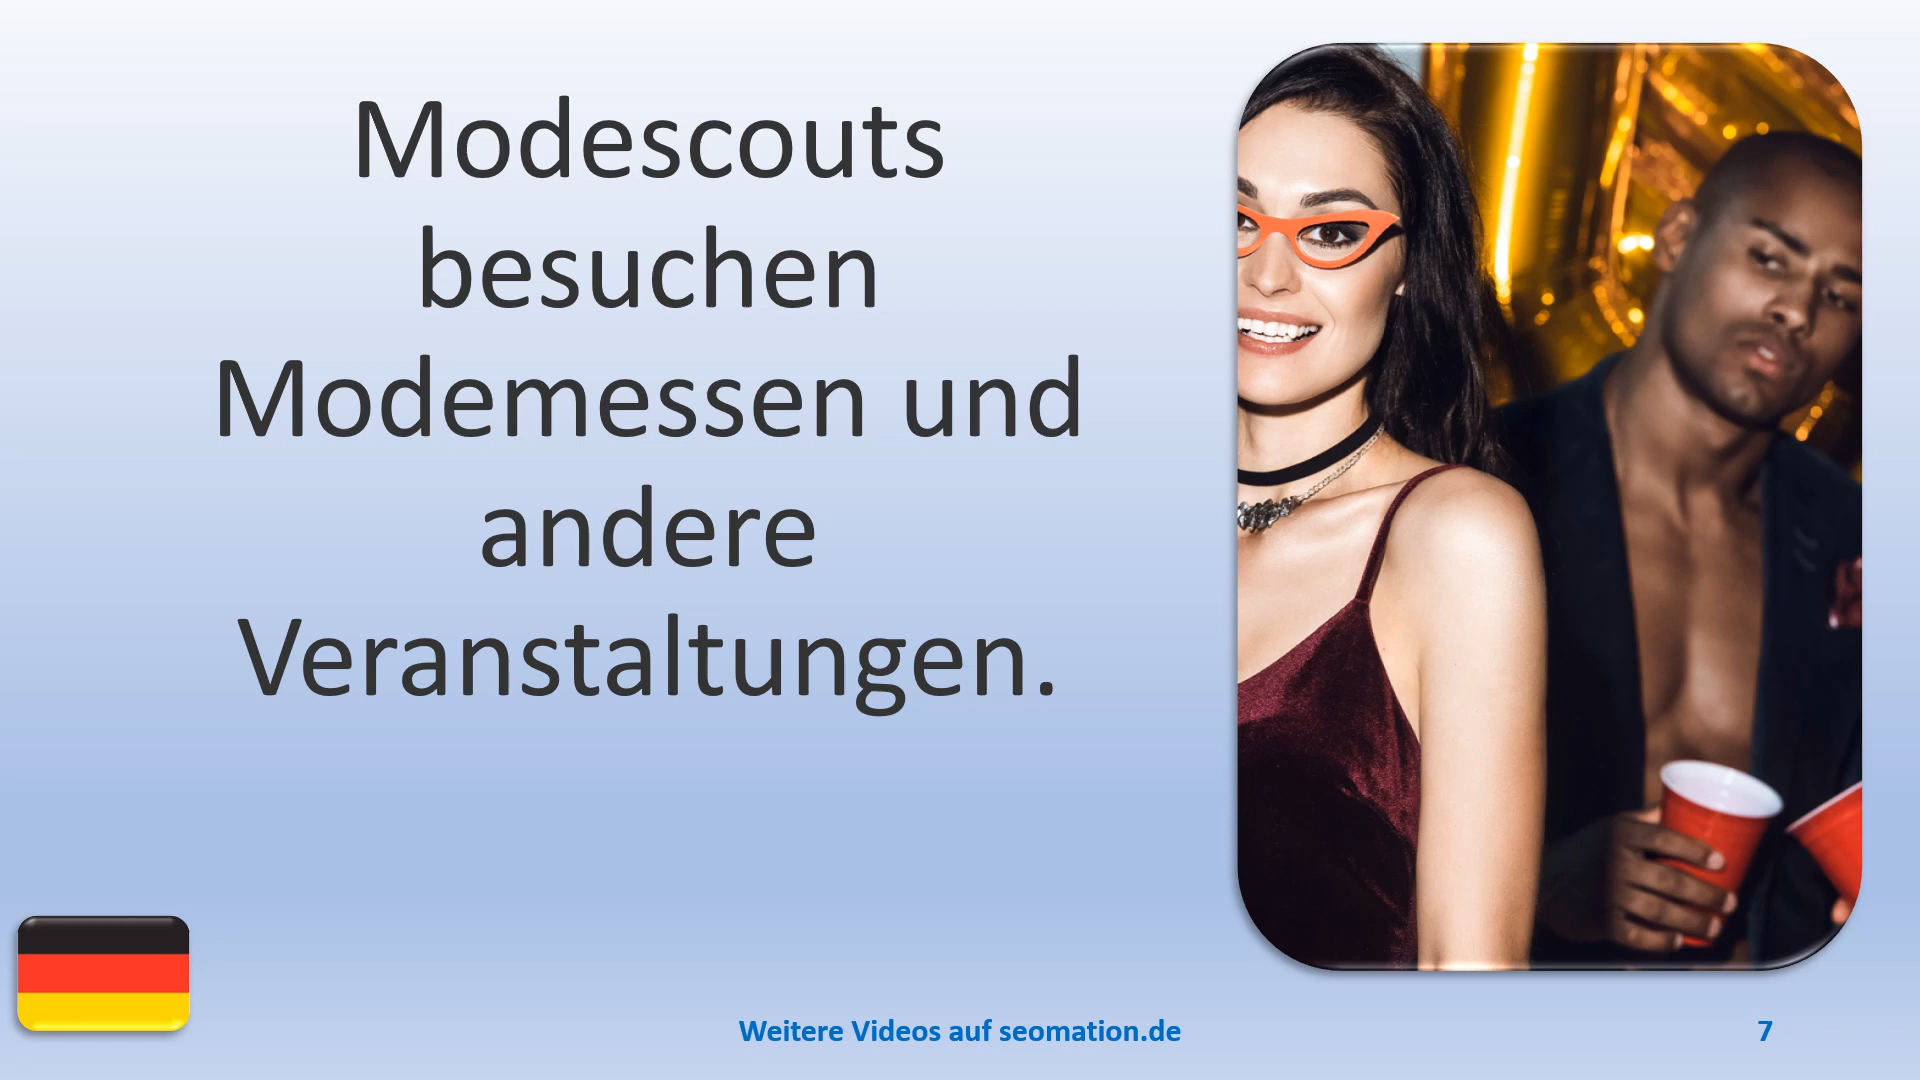 Modescouts
besuchen
Modemessen und
andere
Veranstaltungen.
Weitere Videos auf seomation.de
7